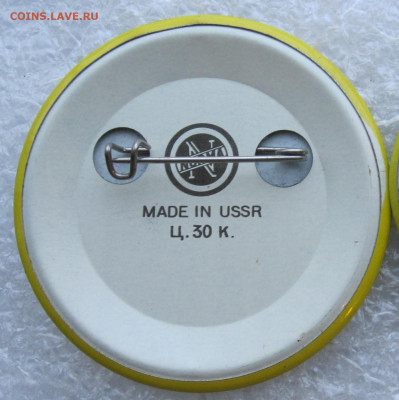 COINS.LAVE.RU
MADE IN USSR
Ц. 30 К.